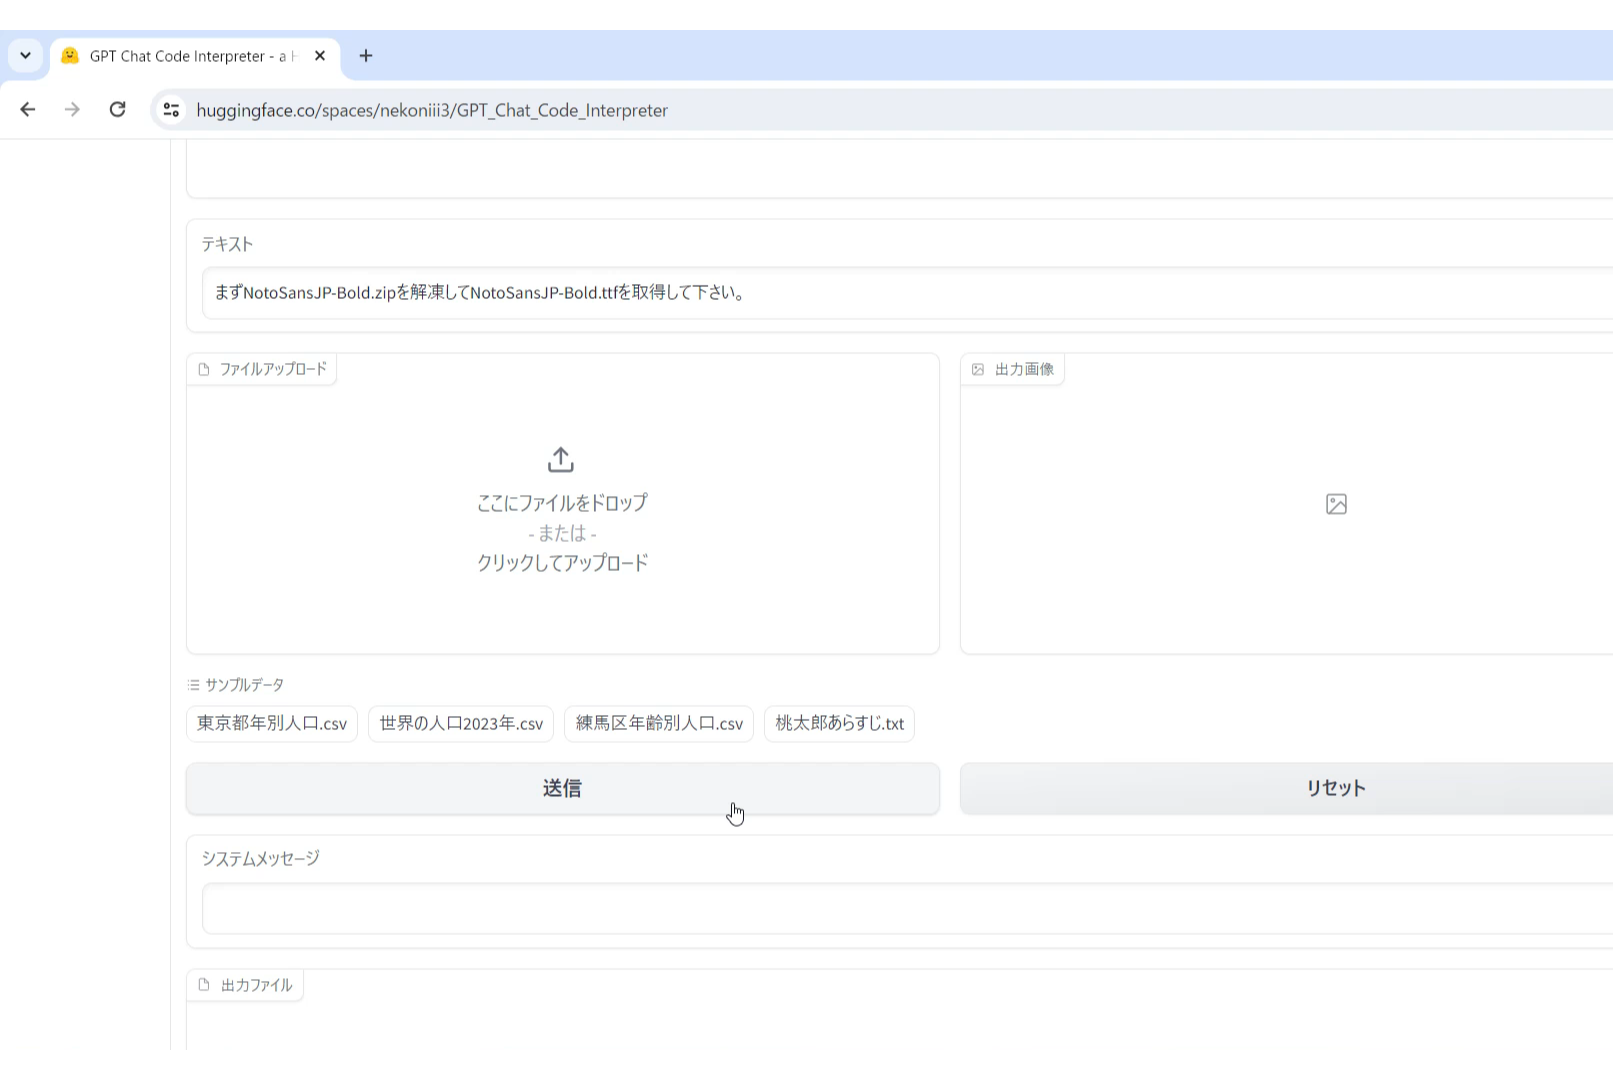 GPT Chat Code Interpreter - a
huggingface.co/spaces/nekoniii3/GPT_Chat_Code_Interpreter
テキスト
まずNotoSansJP-Bold.zipを解凍してNotoSansJP-Bold.ttfを取得して下さい。
ファイルアップロード
出力画像
ここにファイルをドロップ
- または -
クリックしてアップロード
サンプルデータ
東京都年別人口.csv
世界の人口2023年.csv
練馬区年齢別人口.csv
桃太郎あらすじ.txt
送信
リセット
システムメッセージ
出力ファイル